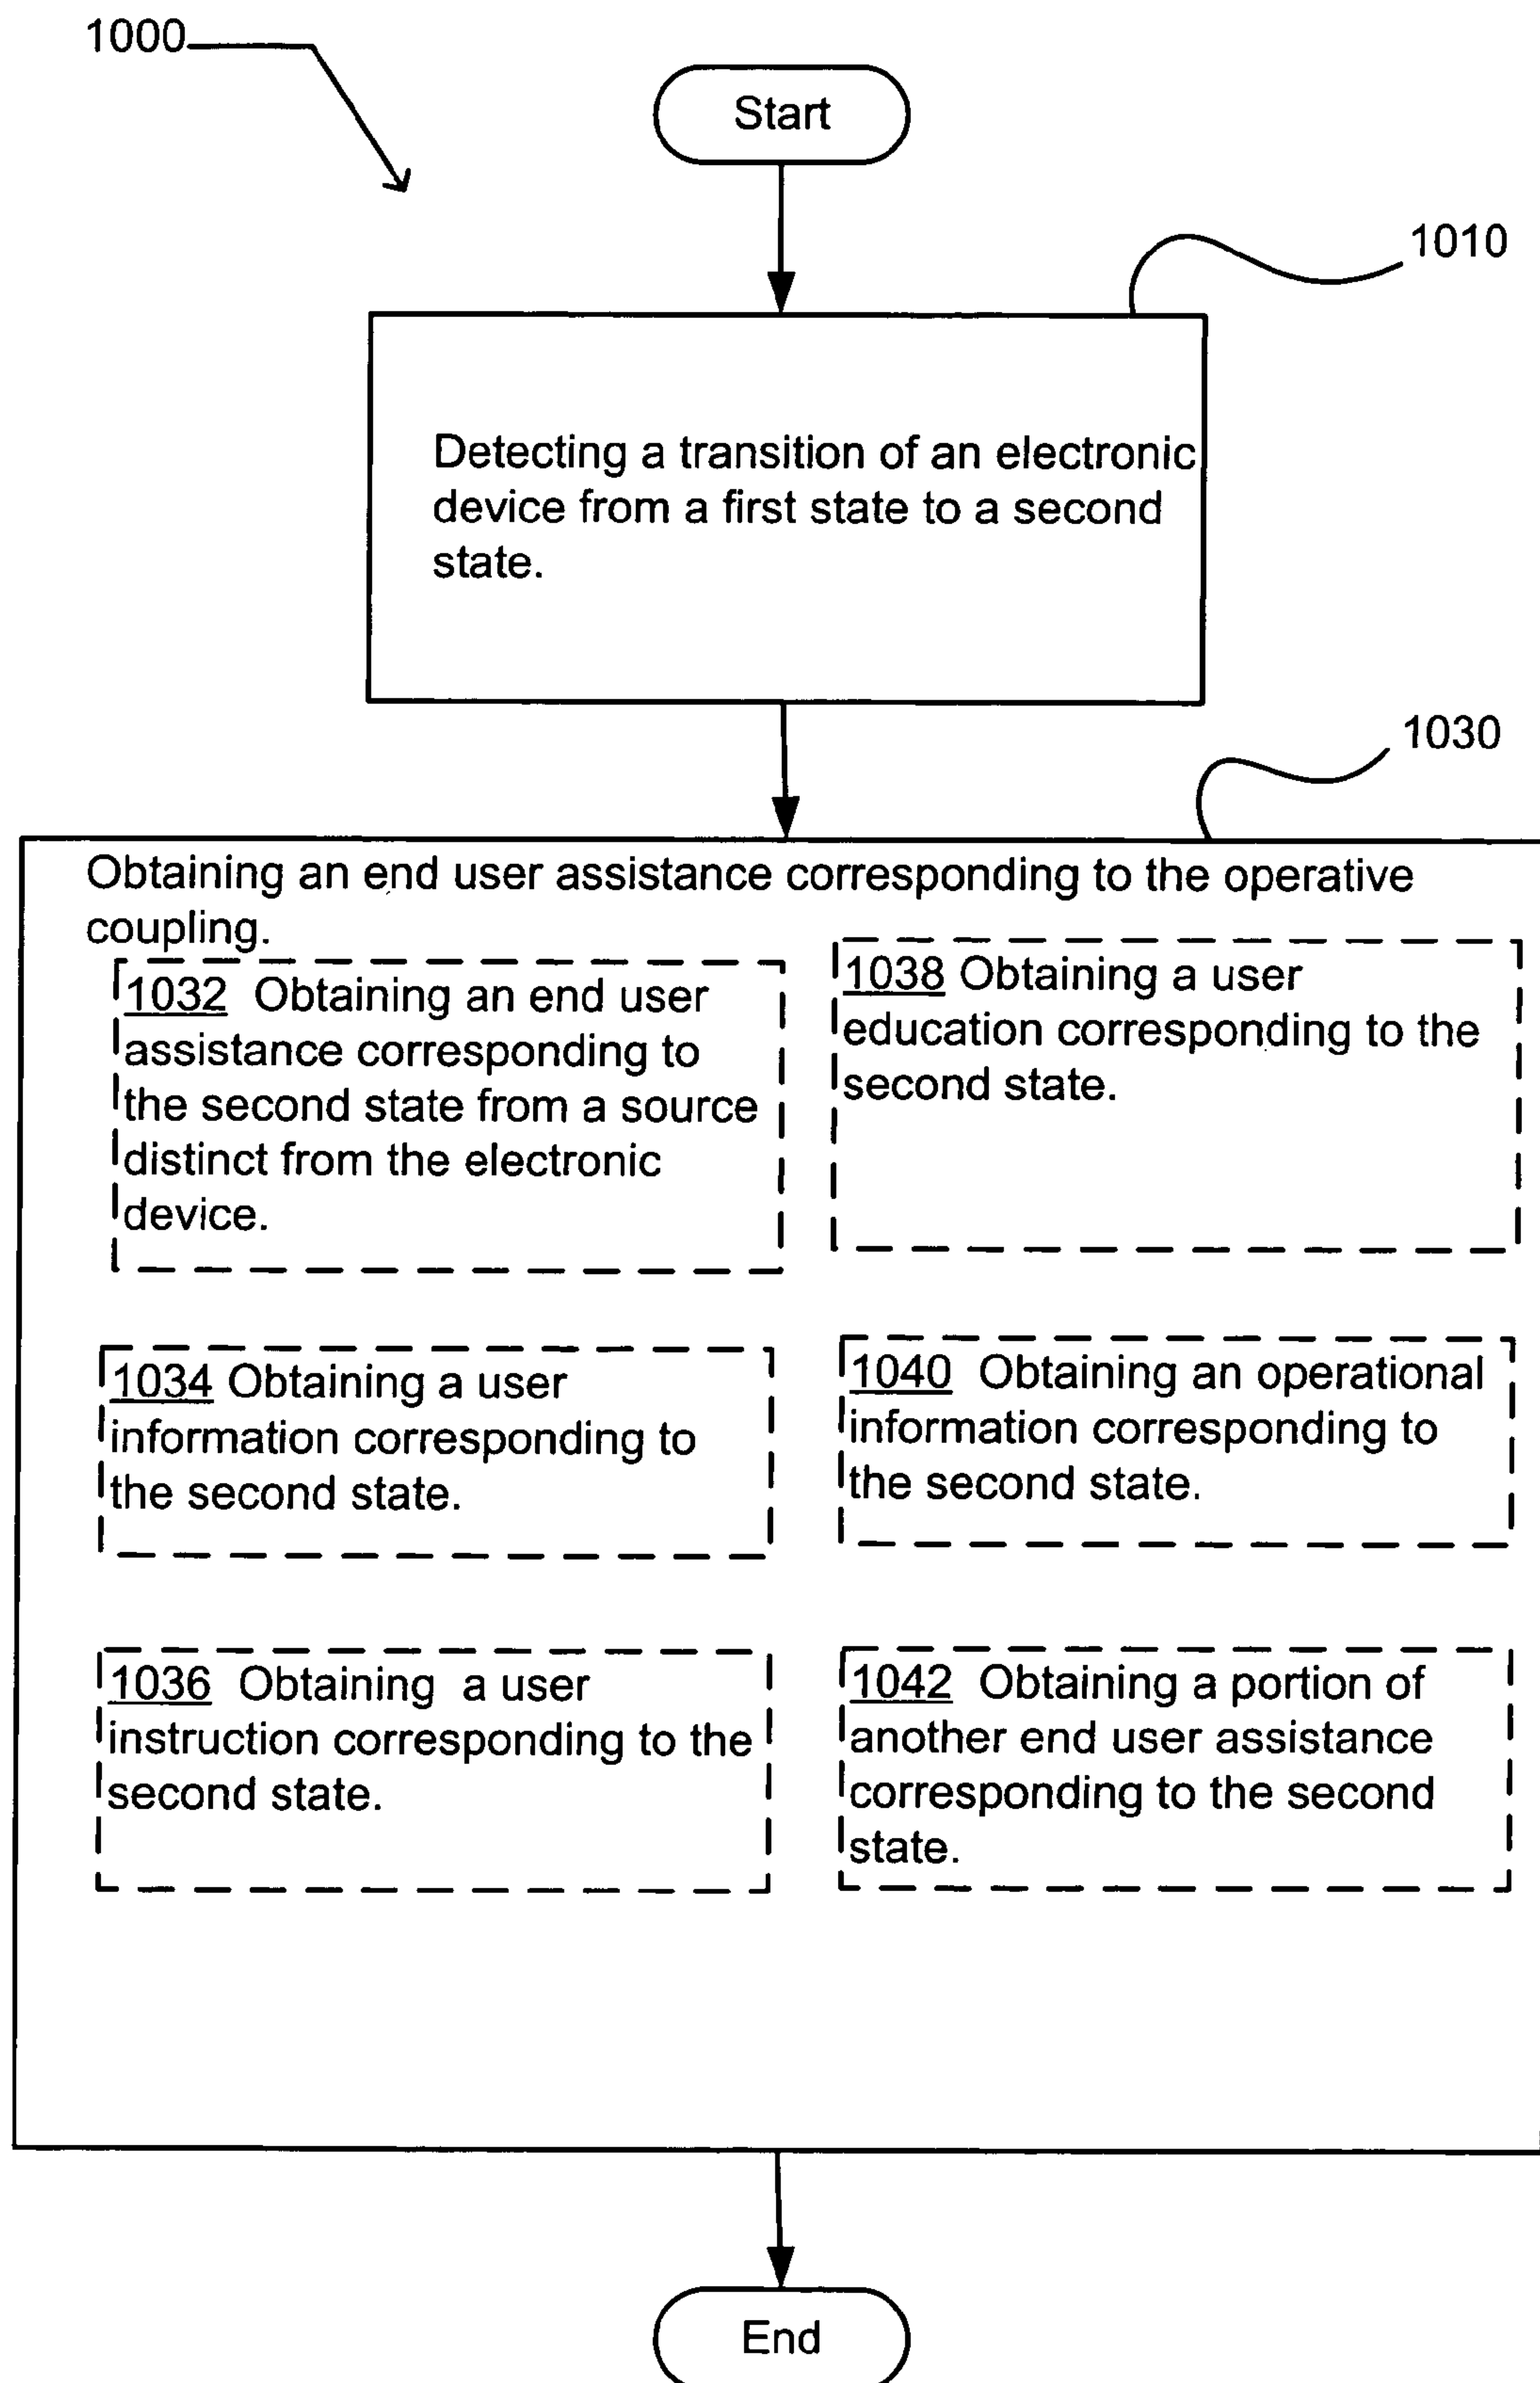 1000
Start
1010
Detecting a transition of an electronic
device from a first state to a second
state.
1030
Obtaining an end user assistance corresponding to the operative
coupling.
1032 Obtaining an end user
assistance corresponding to
the second state from a source
distinct from the electronic
device.
1038 Obtaining a user
education corresponding to the
second state.
1034 Obtaining a user
information corresponding to
the second state.
1040 Obtaining an operational
information corresponding to
the second state.
1036 Obtaining a user
instruction corresponding to the
second state.
1042 Obtaining a portion of
another end user assistance
corresponding to the second
state.
End